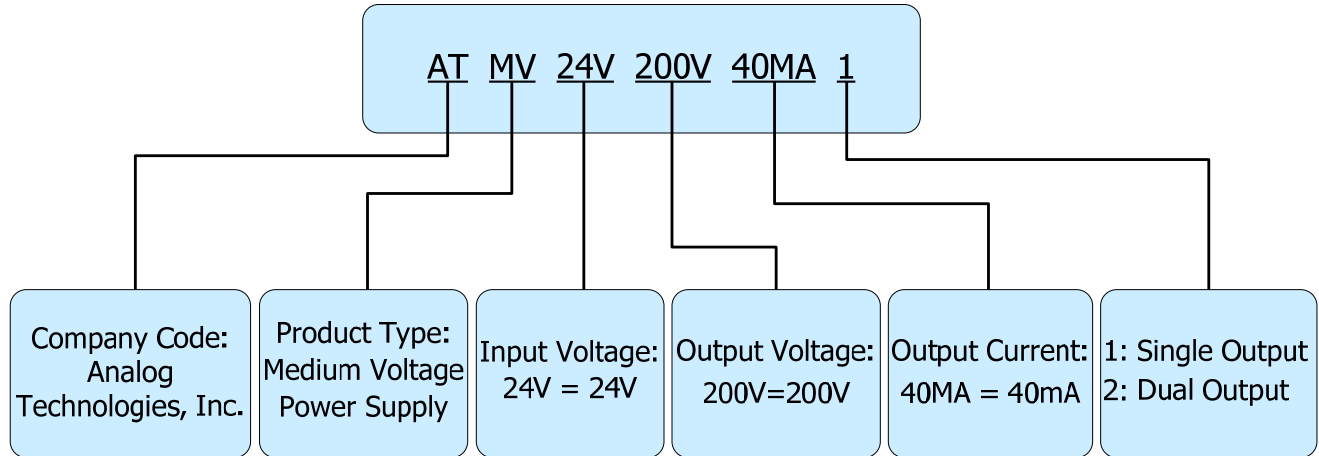 AT MV 24V 200V 40MA 1
Company Code:
Analog
Technologies, Inc.
Product Type:
Medium Voltage
Power Supply
Input Voltage:
24V = 24V
Output Voltage:
200V=200V
Output Current:
40MA = 40mA
1: Single Output
2: Dual Output